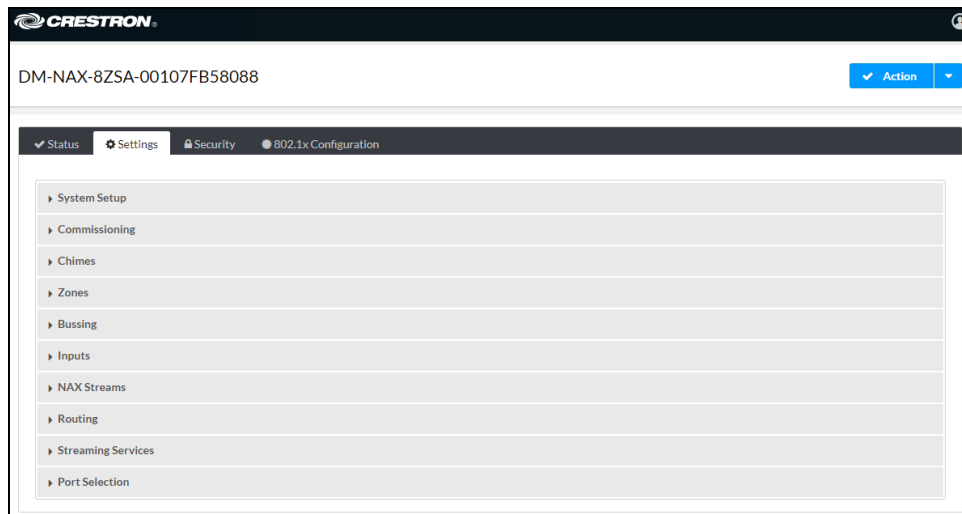 CRESTRON®
DM-NAX-8ZSA-00107FB58088
Action
Status Settings Security 802.1x Configuration
System Setup
Commissioning
Chimes
Zones
Bussing
Inputs
NAX Streams
Routing
Streaming Services
Port Selection